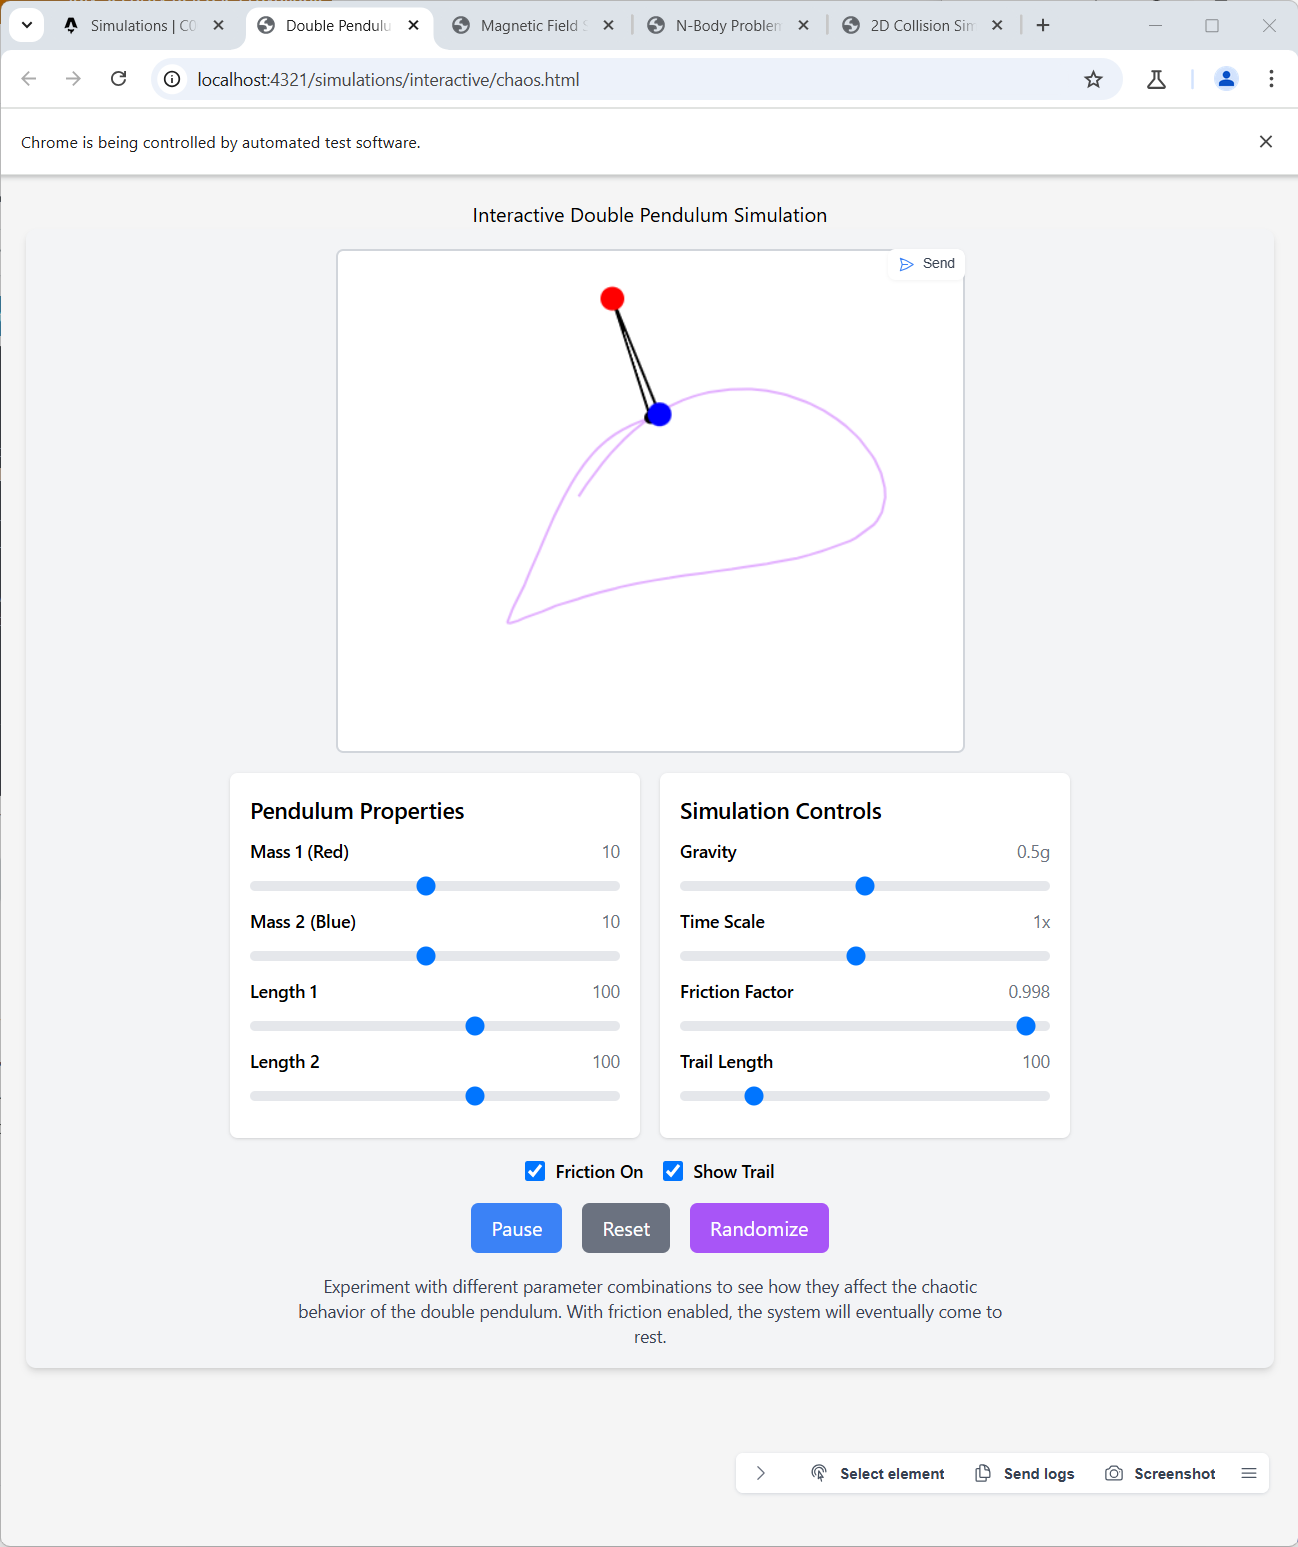 Simulations | C0
Double Pendulu
Magnetic Field S
N-Body Problem
2D Collision Sim
localhost:4321/simulations/interactive/chaos.html
Chrome is being controlled by automated test software.
Interactive Double Pendulum Simulation
Send
Pendulum Properties
Mass 1 (Red) 10
Mass 2 (Blue) 10
Length 1 100
Length 2 100
Simulation Controls
Gravity 0.5g
Time Scale 1x
Friction Factor 0.998
Trail Length 100
Friction On Show Trail
Pause Reset Randomize
Experiment with different parameter combinations to see how they affect the chaotic
behavior of the double pendulum. With friction enabled, the system will eventually come to
rest.
Select element Send logs Screenshot